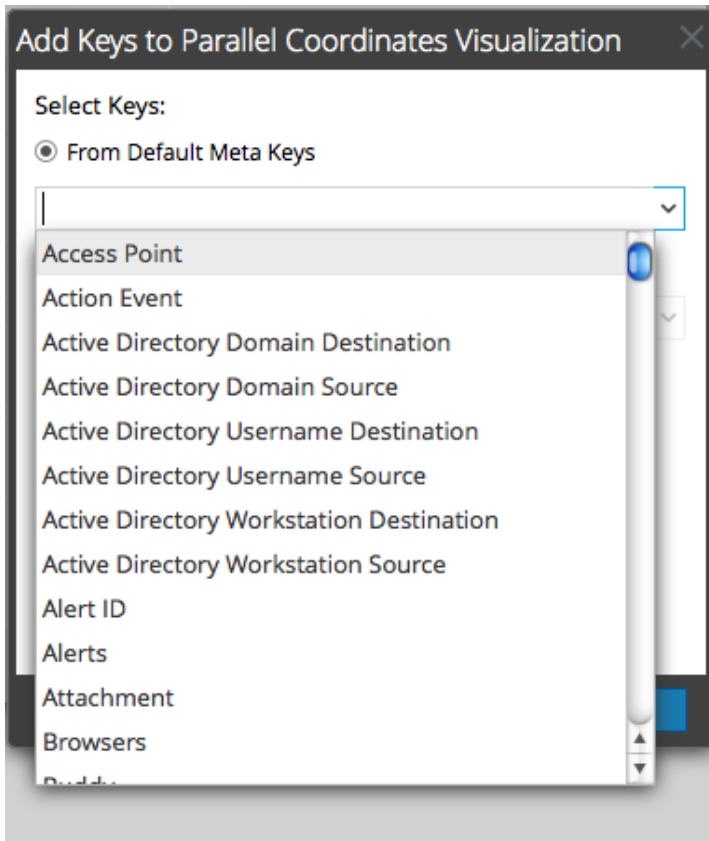 Add Keys to Parallel Coordinates Visualization
Select Keys:
From Default Meta Keys
Access Point
Action Event
Active Directory Domain Destination
Active Directory Domain Source
Active Directory Username Destination
Active Directory Username Source
Active Directory Workstation Destination
Active Directory Workstation Source
Alert ID
Alerts
Attachment
Browsers
Buddy